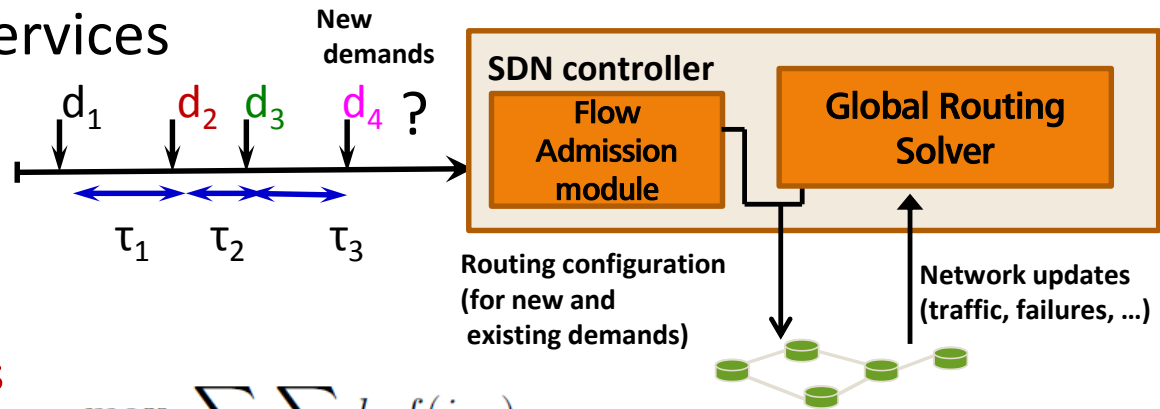 ervices
New
demands
d1 d2 d3 d4 ?
τ1 τ2 τ3
SDN controller
Flow
Admission
module
Global Routing
Solver
Routing configuration
(for new and
existing demands)
Network updates
(traffic, failures, ...)
s